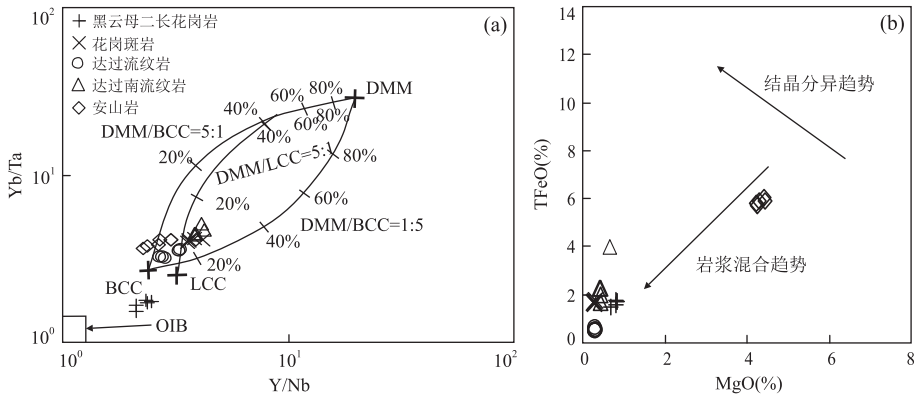 (a)
10²
黑云母二长花岗岩
花岗斑岩
达过流纹岩
达过南流纹岩
安山岩
DMM
80%
60%
40%
60%
80%
40%
DMM/BCC=5:1
20%
DMM/LCC=5:1
80%
20%
60%
DMM/BCC=1:5
40%
20%
Yb/Ta
10¹
BCC
LCC
OIB
10⁰
10⁰
10¹
10²
Y/Nb
(b)
14
12
10
8
6
4
2
0
TFeO(%)
结晶分异趋势
岩浆混合趋势
0
2
4
6
8
MgO(%)